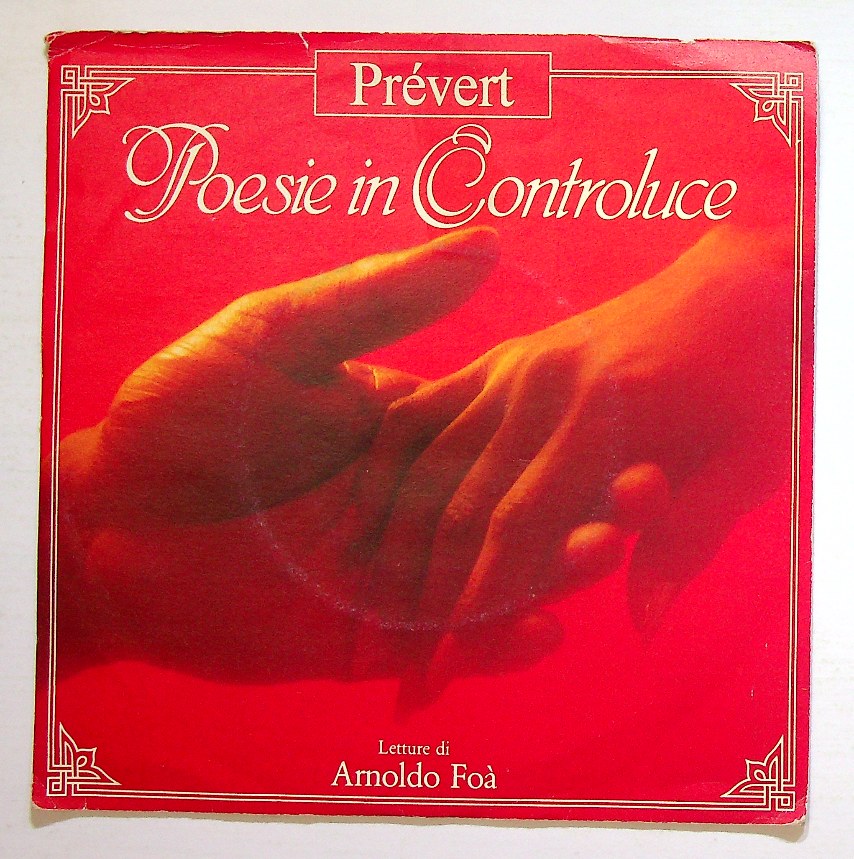 Prévert
Poesie in Controluce
Letture di
Arnoldo Foà